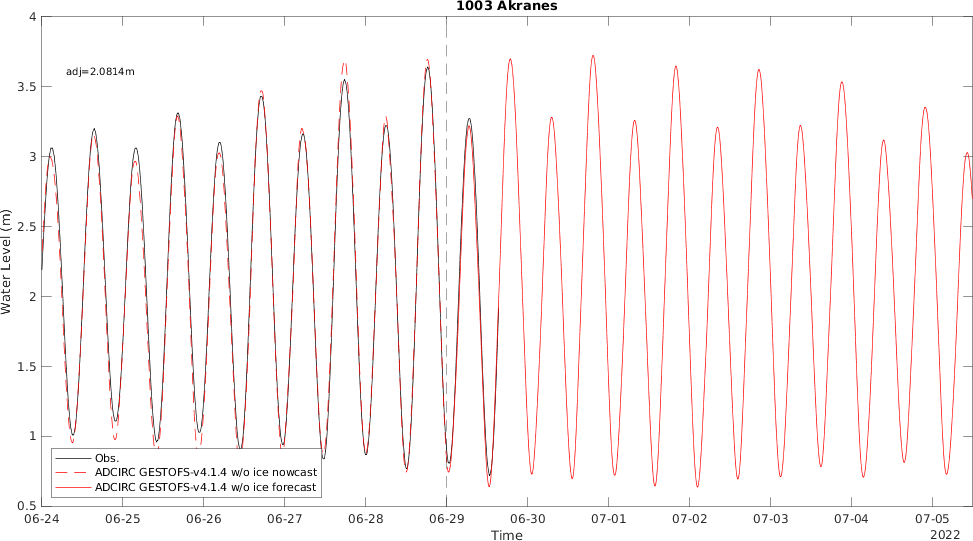 1003 Akranes
adj=2.0814m
4
3.5
3
2.5
2
1.5
1
0.5
Water Level (m)
Obs.
ADCIRC GESTOFS-v4.1.4 w/o ice nowcast
ADCIRC GESTOFS-v4.1.4 w/o ice forecast
06-24 06-25 06-26 06-27 06-28 06-29 06-30 07-01 07-02 07-03 07-04 07-05
Time
2022